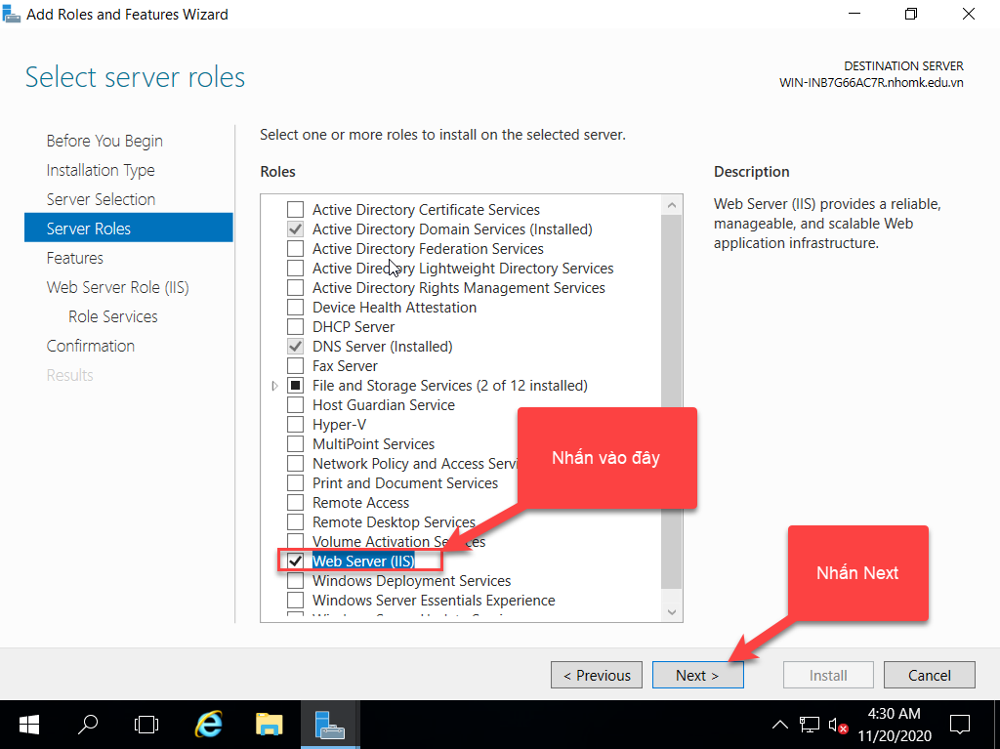 Add Roles and Features Wizard
Select server roles
DESTINATION SERVER
WIN-INB7G66AC7R.nhomk.edu.vn
Before You Begin
Installation Type
Server Selection
Server Roles
Features
Web Server Role (IIS)
Role Services
Confirmation
Results
Select one or more roles to install on the selected server.
Roles
Active Directory Certificate Services
Active Directory Domain Services (Installed)
Active Directory Federation Services
Active Directory Lightweight Directory Services
Active Directory Rights Management Services
Device Health Attestation
DHCP Server
DNS Server (Installed)
Fax Server
File and Storage Services (2 of 12 installed)
Host Guardian Service
Hyper-V
MultiPoint Services
Network Policy and Access
Print and Document Services
Remote Access
Remote Desktop Services
Volume Activation Services
Web Server (IIS)
Windows Deployment Services
Windows Server Essentials Experience
Description
Web Server (IIS) provides a reliable,
manageable, and scalable Web
application infrastructure.
Nhấn vào đây
Nhấn Next
< Previous
Next >
Install
Cancel
4:30 AM
11/20/2020